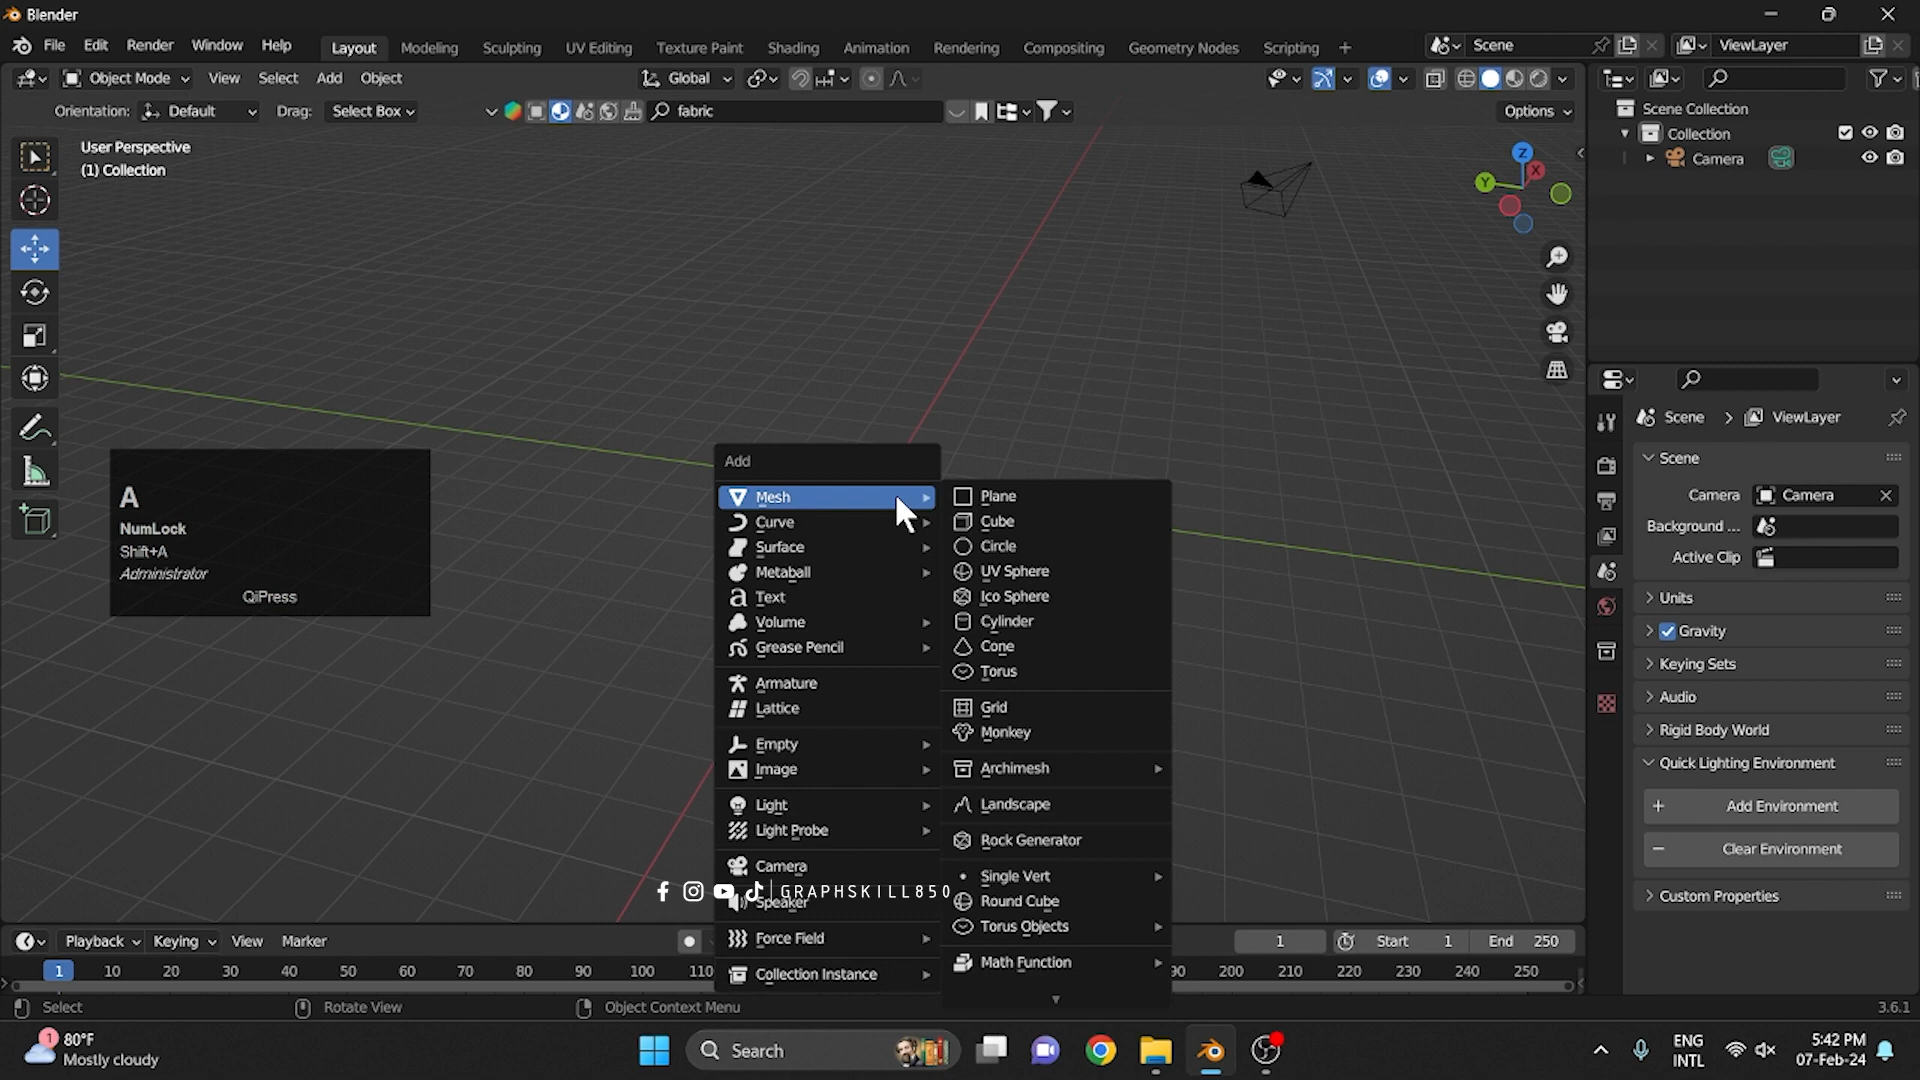 Blender
File Edit Render Window Help Layout Modeling Sculpting UV Editing Texture Paint Shading Animation Rendering Compositing Geometry Nodes Scripting + Scene ViewLayer
Object Mode View Select Add Object Global
Orientation: Default Drag: Select Box fabric Options
User Perspective
(1) Collection
Z
X
Y
Scene Collection
Collection
Camera
A
NumLock
Shift+A
Administrator
QiPress
Add
Mesh
Curve
Surface
Metaball
Text
Volume
Grease Pencil
Armature
Lattice
Empty
Image
Light
Light Probe
Camera
Speaker
Force Field
Collection Instance
Plane
Cube
Circle
UV Sphere
Ico Sphere
Cylinder
Cone
Torus
Grid
Monkey
Archimesh
Landscape
Rock Generator
Single Vert
Round Cube
Torus Objects
Math Function
GRAPHSKILL850
Scene > ViewLayer
Scene
Camera Camera
Background ...
Active Clip
Units
Gravity
Keying Sets
Audio
Rigid Body World
Quick Lighting Environment
+ Add Environment
− Clear Environment
Custom Properties
Playback Keying View Marker 1 Start 1 End 250
1 10 20 30 40 50 60 70 80 90 100 110 90 200 210 220 230 240 250
Select Rotate View Object Context Menu 3.6.1
1 80°F
Mostly cloudy
Search
ENG
INTL
5:42 PM
07-Feb-24